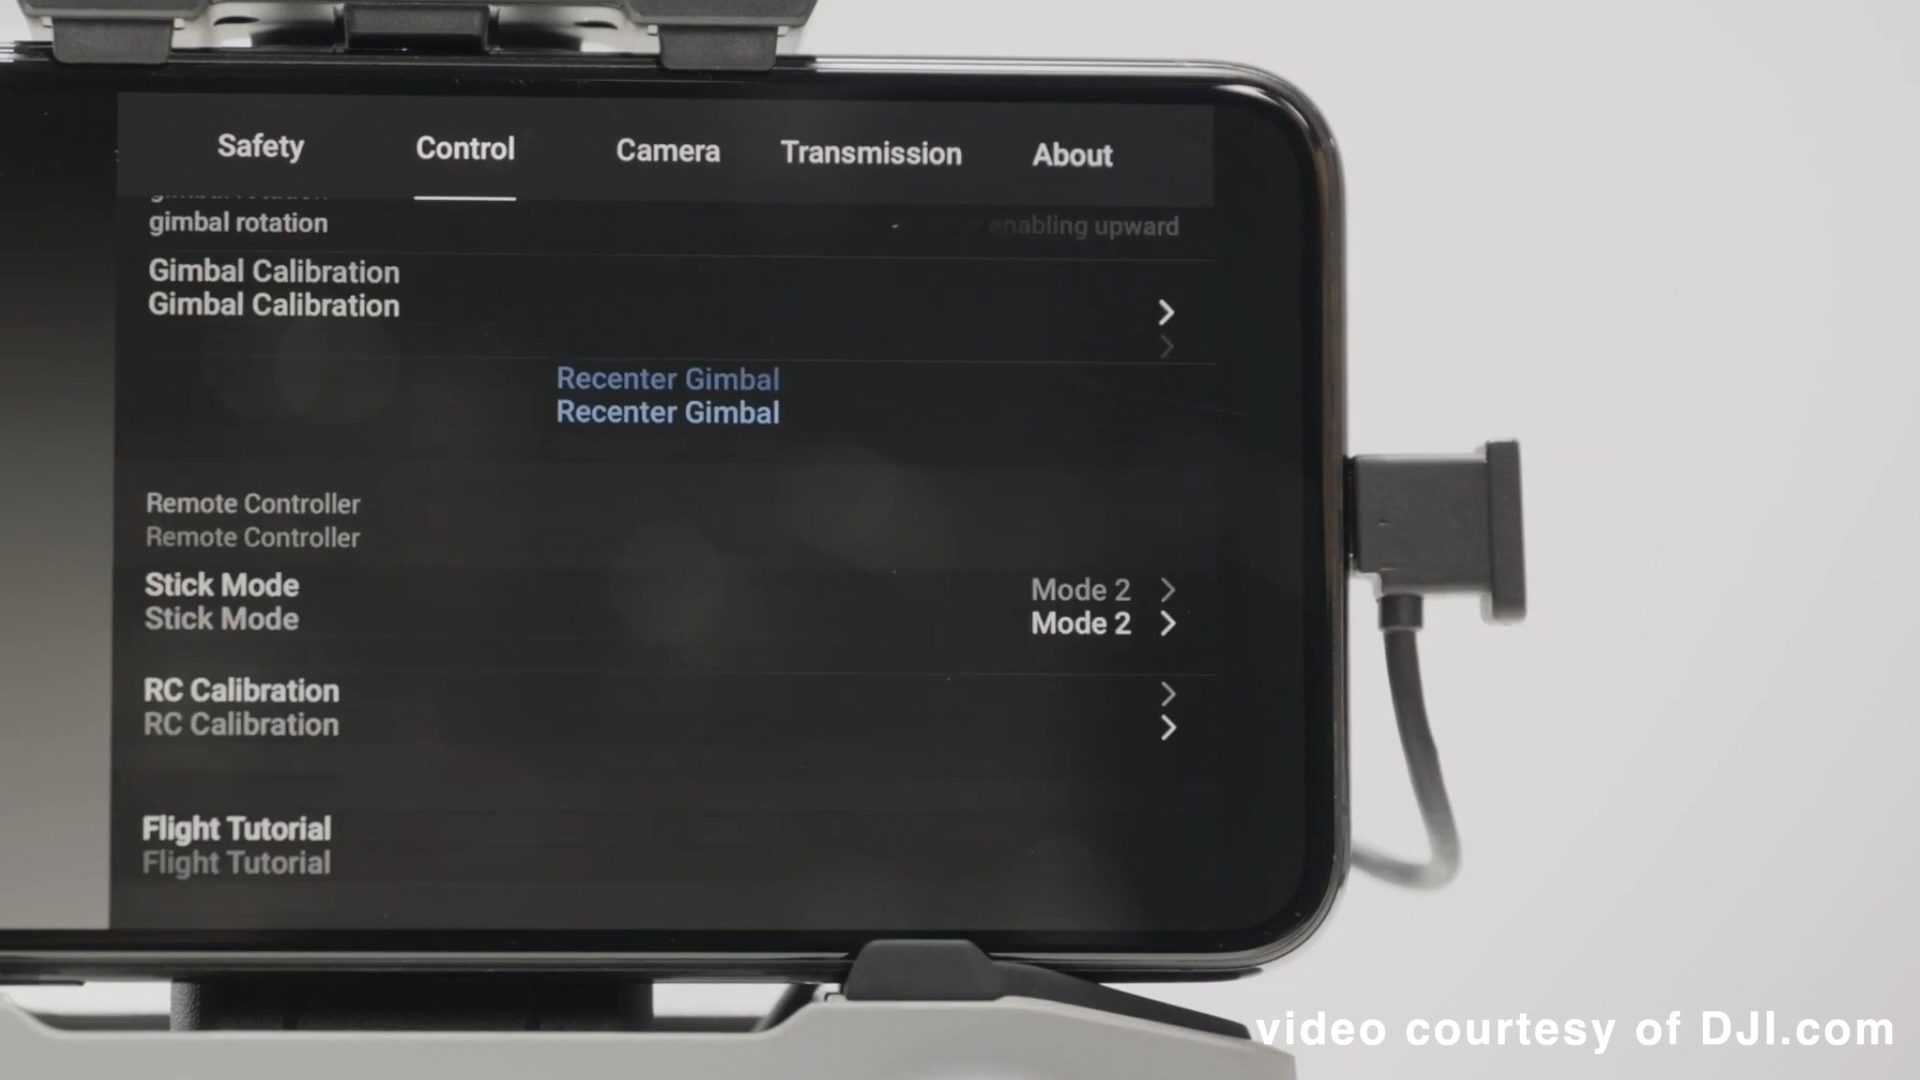 Safety Control Camera Transmission About
gimbal rotation
gimbal rotation enabling upward
Gimbal Calibration
Gimbal Calibration
Recenter Gimbal
Recenter Gimbal
Remote Controller
Remote Controller
Stick Mode Mode 2
Stick Mode Mode 2
RC Calibration
RC Calibration
Flight Tutorial
Flight Tutorial
video courtesy of DJI.com